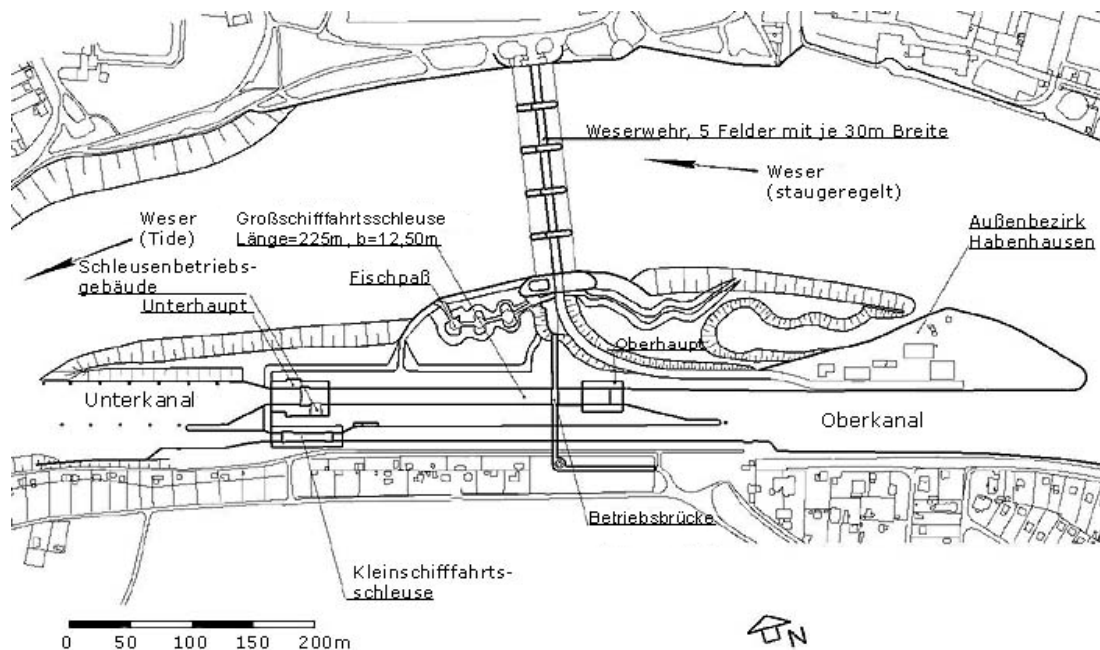 Weserwehr, 5 Felder mit je 30m Breite
Weser
(staugeregelt)
Außenbezirk
Habenhausen
Großschifffahrtsschleuse
Länge=225m, b=12,50m
Weser
(Tide)
Fischpaß
Schleusenbetriebs-
gebäude
Unterhaupt
Oberhaupt
Unterkanal
Oberkanal
Betriebsbrücke
Kleinschifffahrts-
schleuse
0 50 100 150 200m
N